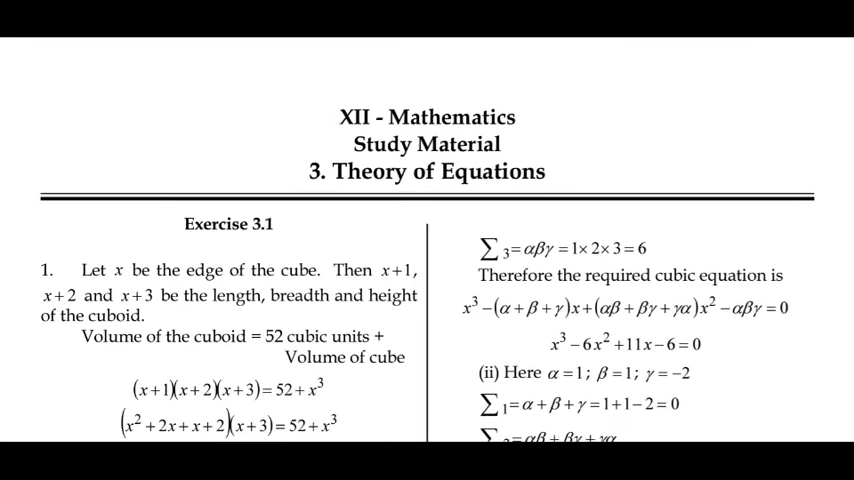 XII - Mathematics
Study Material
3. Theory of Equations
Exercise 3.1
1. Let x be the edge of the cube. Then x+1,
x+2 and x+3 be the length, breadth and height
of the cuboid.
Volume of the cuboid = 52 cubic units +
Volume of cube
(x+1)(x+2)(x+3) = 52 + x³
(x² + 2x + x + 2)(x+3) = 52 + x³
∑₃ = αβγ = 1×2×3 = 6
Therefore the required cubic equation is
x³ −(α + β + γ)x + (αβ + βγ + γα)x² − αβγ = 0
x³ − 6x² + 11x − 6 = 0
(ii) Here α = 1; β = 1; γ = −2
∑₁ = α + β + γ = 1+1−2 = 0
∑₂ = αβ + βγ + γα